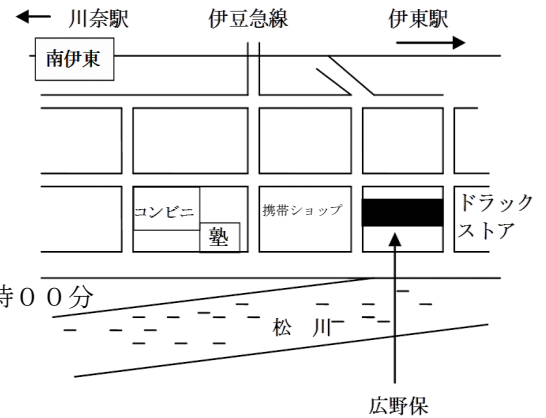 川奈駅 伊豆急線 伊東駅
南伊東
コンビニ
塾
携帯ショップ
ドラック
ストア
時００分
松 川
広野保